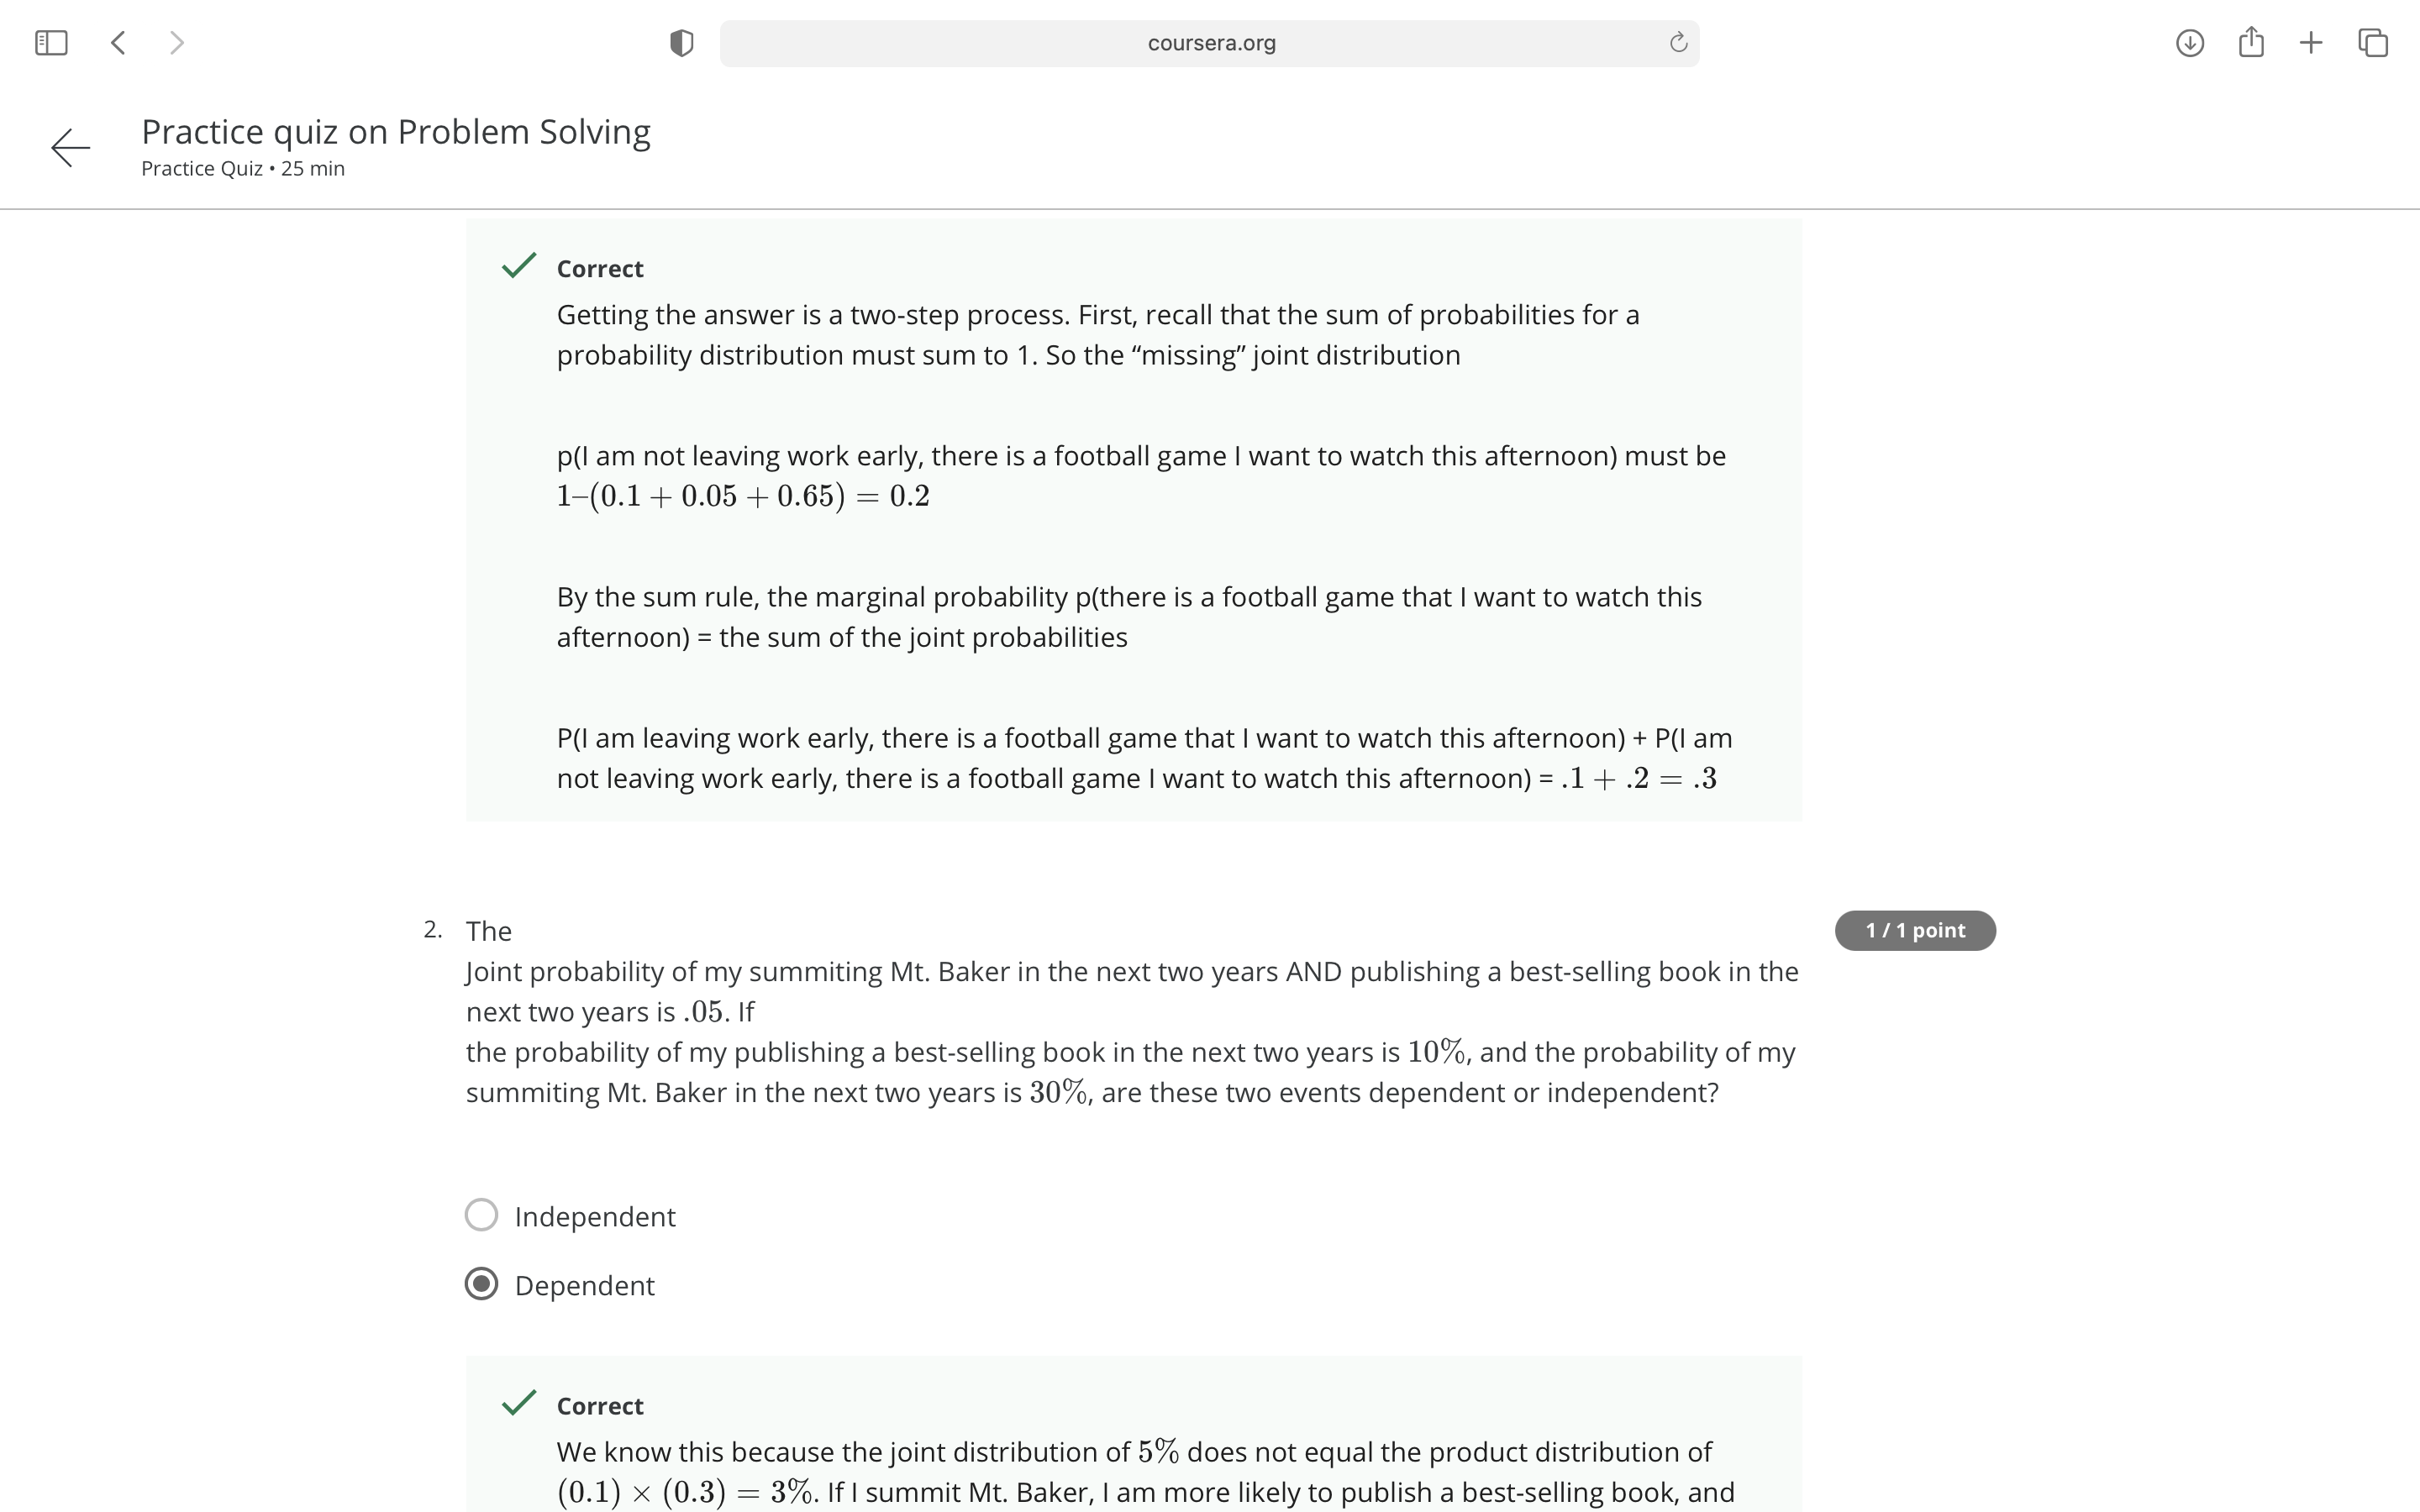 coursera.org
Practice quiz on Problem Solving
Practice Quiz • 25 min
Correct
Getting the answer is a two-step process. First, recall that the sum of probabilities for a
probability distribution must sum to 1. So the “missing” joint distribution
p(I am not leaving work early, there is a football game I want to watch this afternoon) must be
1–(0.1 + 0.05 + 0.65) = 0.2
By the sum rule, the marginal probability p(there is a football game that I want to watch this
afternoon) = the sum of the joint probabilities
P(I am leaving work early, there is a football game that I want to watch this afternoon) + P(I am
not leaving work early, there is a football game I want to watch this afternoon) = .1 + .2 = .3
2. The
1 / 1 point
Joint probability of my summiting Mt. Baker in the next two years AND publishing a best-selling book in the
next two years is .05. If
the probability of my publishing a best-selling book in the next two years is 10%, and the probability of my
summiting Mt. Baker in the next two years is 30%, are these two events dependent or independent?
Independent
Dependent
Correct
We know this because the joint distribution of 5% does not equal the product distribution of
(0.1) × (0.3) = 3%. If I summit Mt. Baker, I am more likely to publish a best-selling book, and